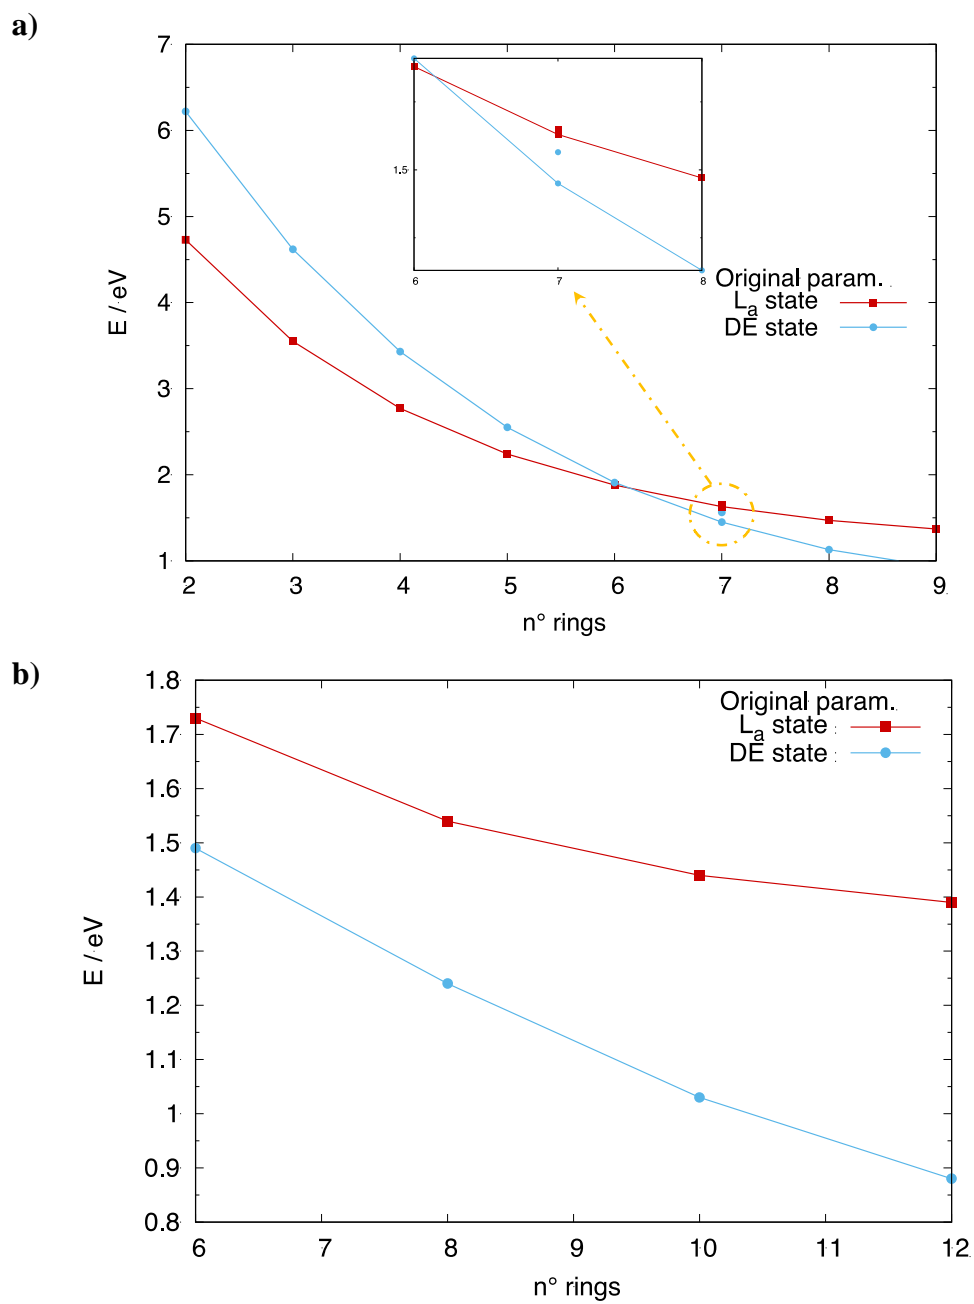 a)
7
6
5
4
3
2
1
E / eV
1.5
6 7 8
Original param.
La state
DE state
2 3 4 5 6 7 8 9
n° rings
b)
1.8
1.7
1.6
1.5
1.4
1.3
1.2
1.1
1
0.9
0.8
E / eV
Original param.
La state
DE state
6 7 8 9 10 11 12
n° rings